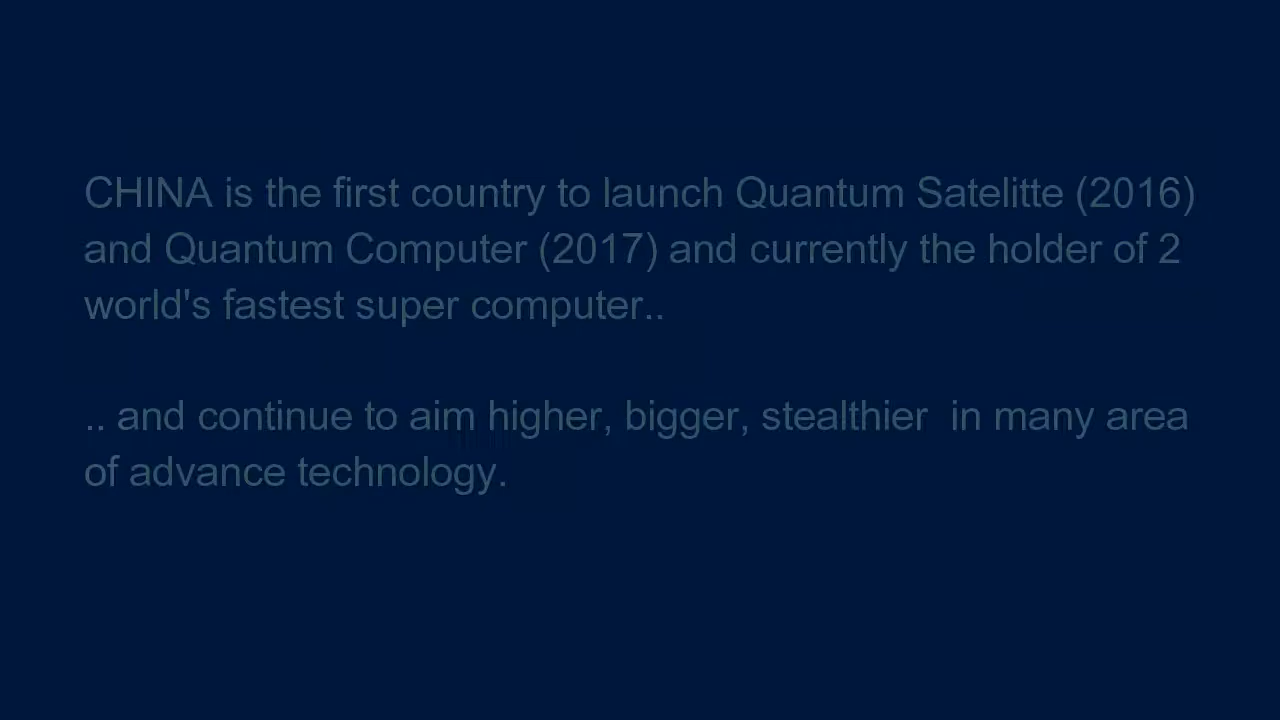 CHINA is the first country to launch Quantum Satelitte (2016)
and Quantum Computer (2017) and currently the holder of 2
world's fastest super computer..
.. and continue to aim higher, bigger, stealthier  in many area
of advance technology.